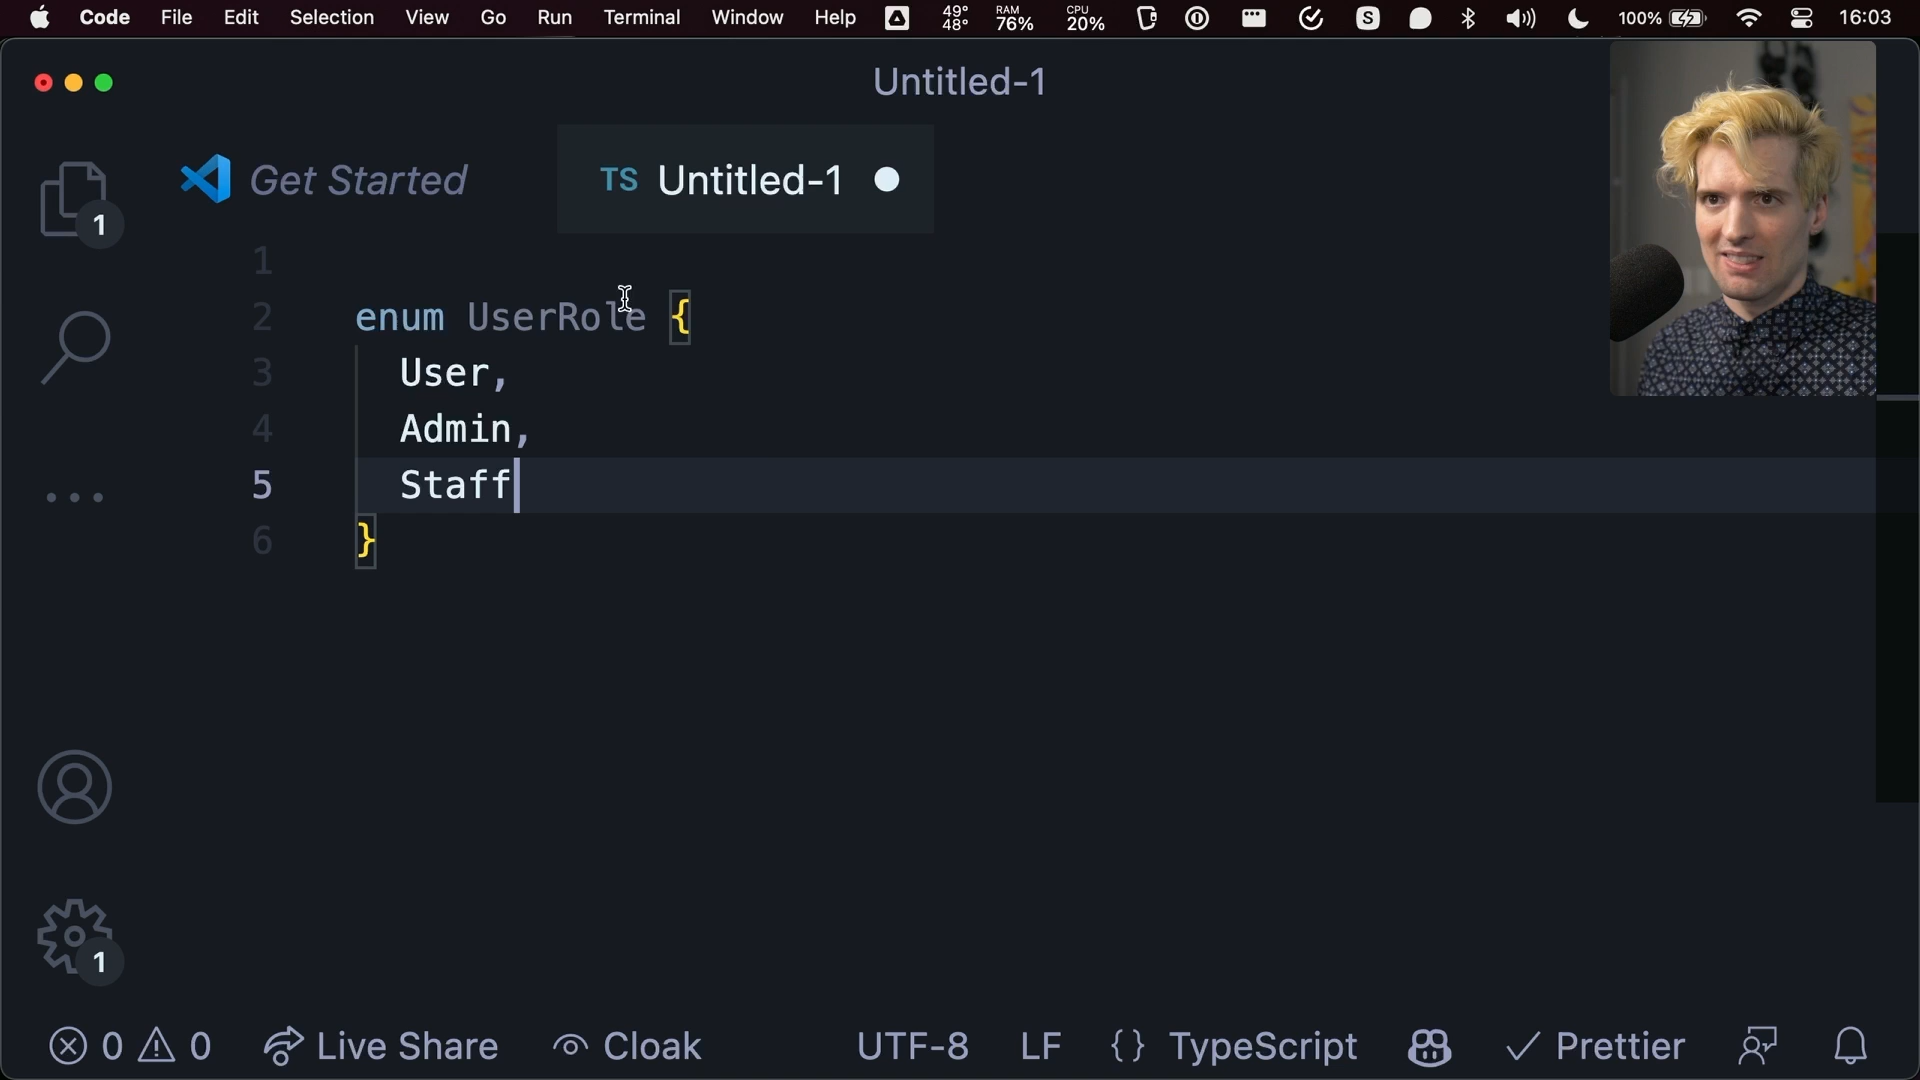 Code File Edit Selection View Go Run Terminal Window Help 49° 48° RAM 76% CPU 20% S 100% 16:03
Untitled-1
Get Started TS Untitled-1
1
1
2 enum UserRole {
3 User,
4 Admin,
5 Staff
6 }
1
0 0 Live Share Cloak UTF-8 LF {} TypeScript Prettier